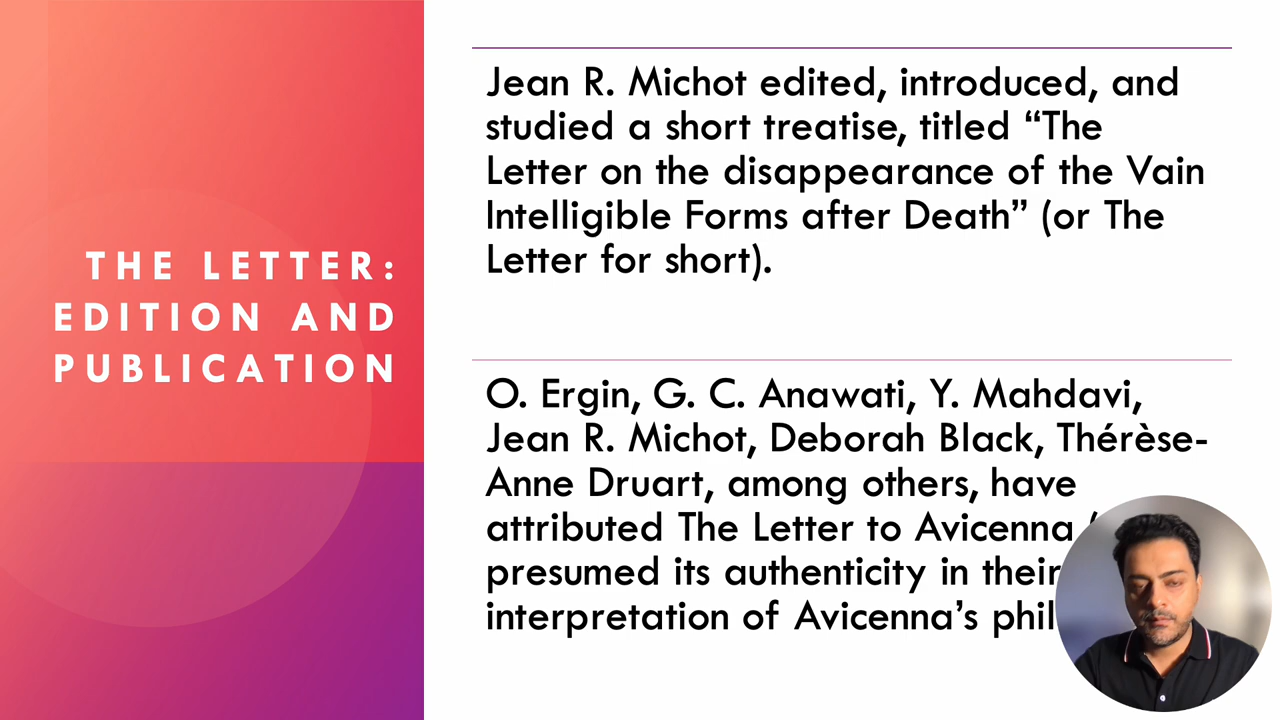 THE LETTER:
EDITION AND
PUBLICATION
Jean R. Michot edited, introduced, and
studied a short treatise, titled “The
Letter on the disappearance of the Vain
Intelligible Forms after Death” (or The
Letter for short).
O. Ergin, G. C. Anawati, Y. Mahdavi,
Jean R. Michot, Deborah Black, Thérèse-
Anne Druart, among others, have
attributed The Letter to Avicenna
presumed its authenticity in their
interpretation of Avicenna’s